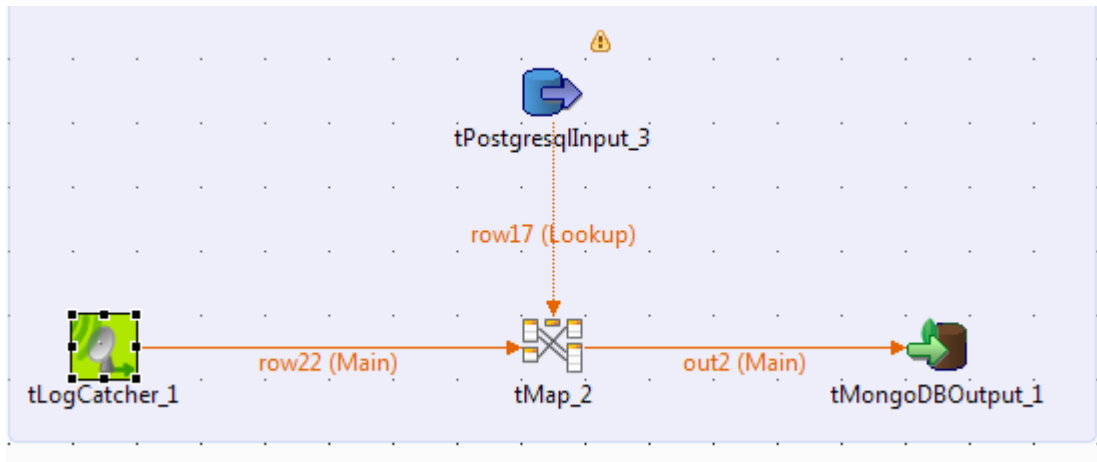 tPostgresqlInput_3
row17 (Lookup)
row22 (Main)
out2 (Main)
tLogCatcher_1
tMap_2
tMongoDBOutput_1